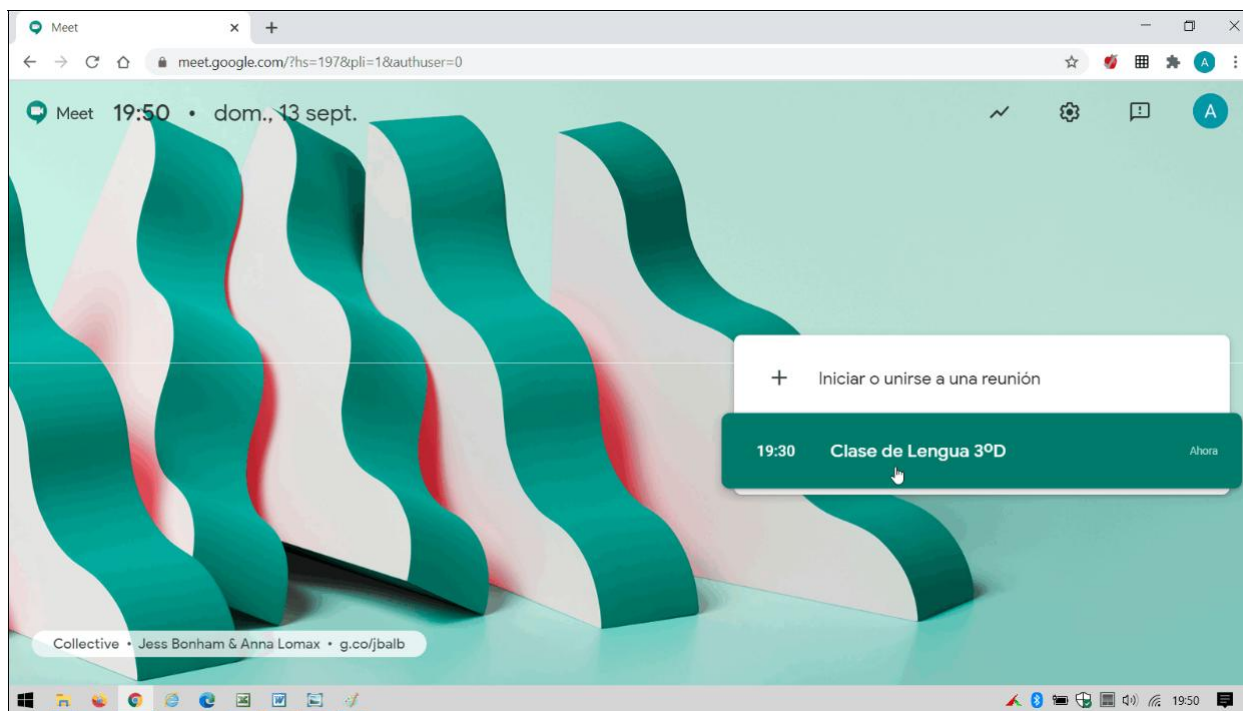 Meet
meet.google.com/?hs=197&pli=1&authuser=0
A
Meet 19:50 • dom., 13 sept.
A
Iniciar o unirse a una reunión
19:30 Clase de Lengua 3ºD Ahora
Collective • Jess Bonham & Anna Lomax • g.co/jbalb
19:50